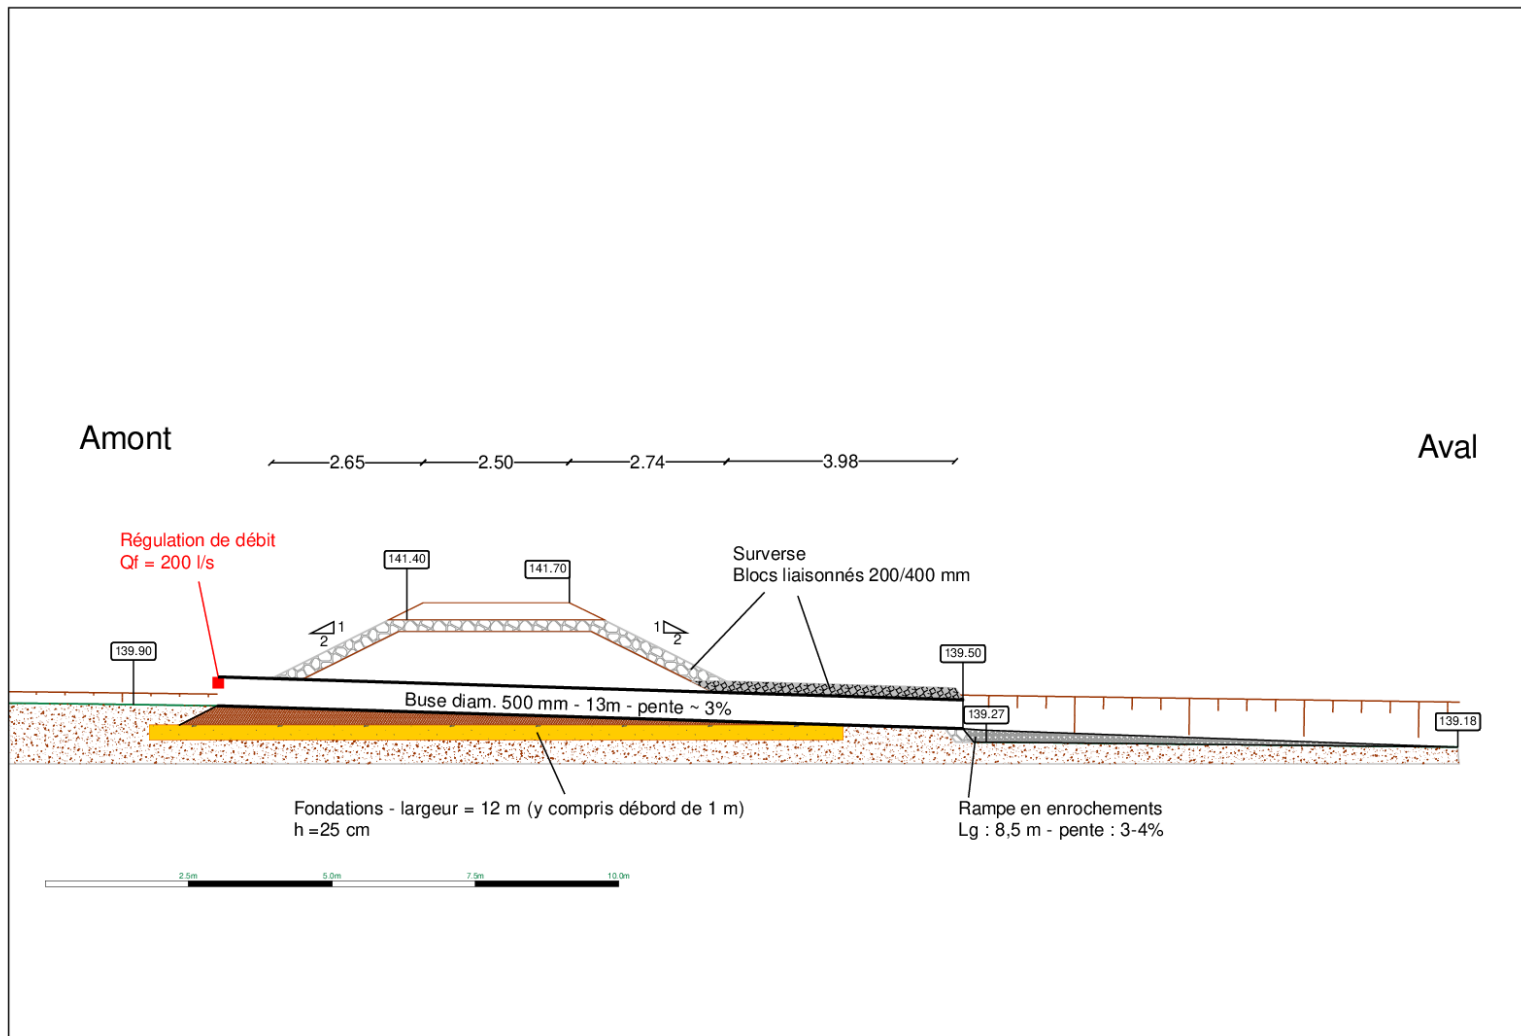 Amont
Aval
2.65
2.50
2.74
3.98
Régulation de débit
Qf = 200 l/s
141.40
141.70
Surverse
Blocs liaisonnés 200/400 mm
1
2
1
2
139.90
139.50
Buse diam. 500 mm - 13m - pente ~ 3%
139.27
139.18
Fondations - largeur = 12 m (y compris débord de 1 m)
h =25 cm
Rampe en enrochements
Lg : 8,5 m - pente : 3-4%
2.5m
5.0m
7.5m
10.0m